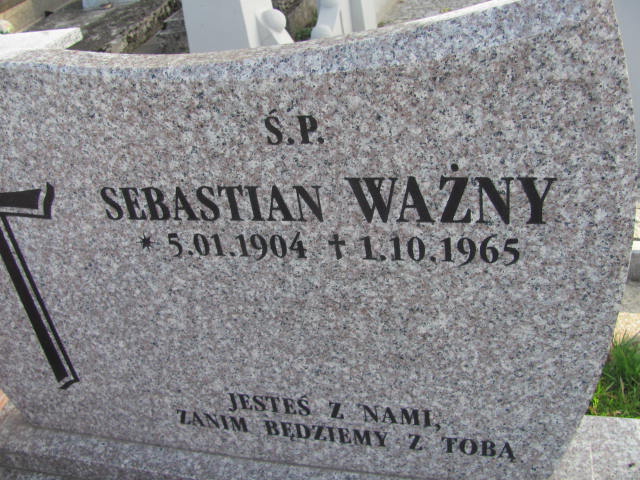 Ś.P.
SEBASTIAN WAŻNY
* 5.01.1904 † 1.10.1965
JESTEŚ Z NAMI,
ZANIM BĘDZIEMY Z TOBĄ